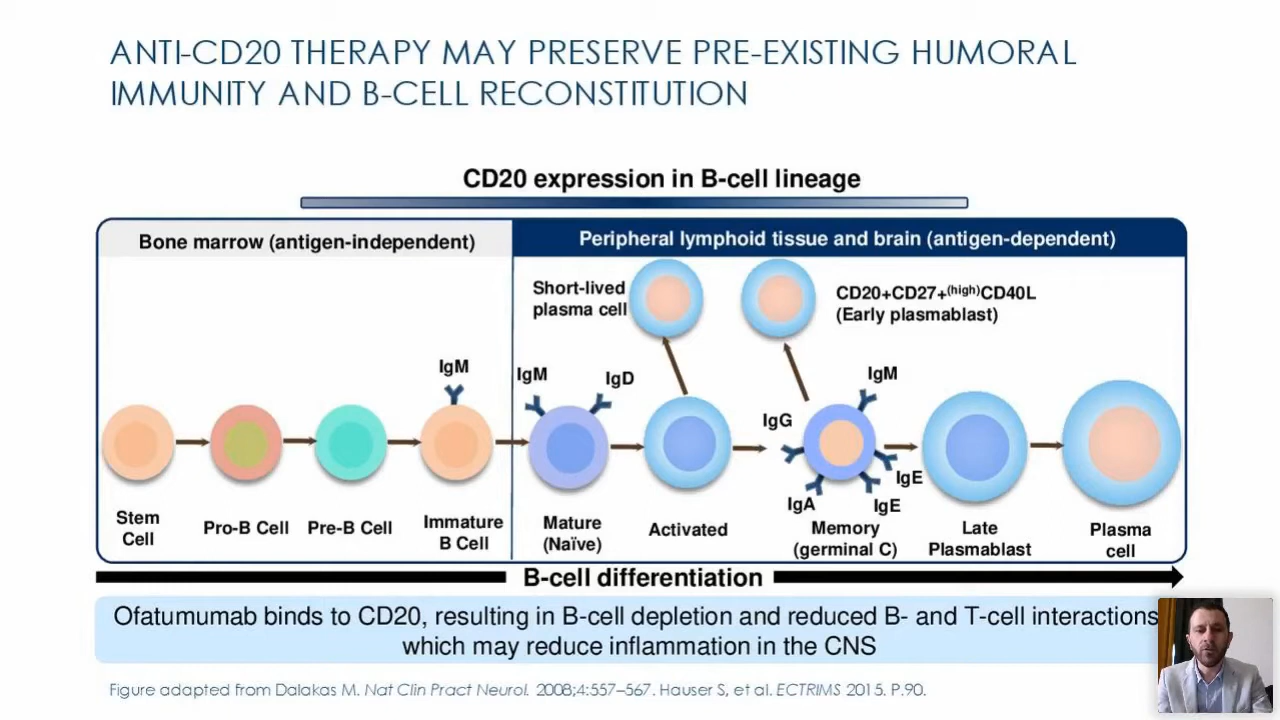 ANTI-CD20 THERAPY MAY PRESERVE PRE-EXISTING HUMORAL
IMMUNITY AND B-CELL RECONSTITUTION
CD20 expression in B-cell lineage
Bone marrow (antigen-independent)
Peripheral lymphoid tissue and brain (antigen-dependent)
Short-lived
plasma cell
CD20+CD27+(high)CD40L
(Early plasmablast)
IgM
IgM
IgD
IgG
IgM
IgE
IgA
IgE
Stem
Cell
Pro-B Cell
Pre-B Cell
Immature
B Cell
Mature
(Naïve)
Activated
Memory
(germinal C)
Late
Plasmablast
Plasma
cell
B-cell differentiation
Ofatumumab binds to CD20, resulting in B-cell depletion and reduced B- and T-cell interactions
which may reduce inflammation in the CNS
Figure adapted from Dalakas M. Nat Clin Pract Neurol. 2008;4:557–567. Hauser S, et al. ECTRIMS 2015. P.90.